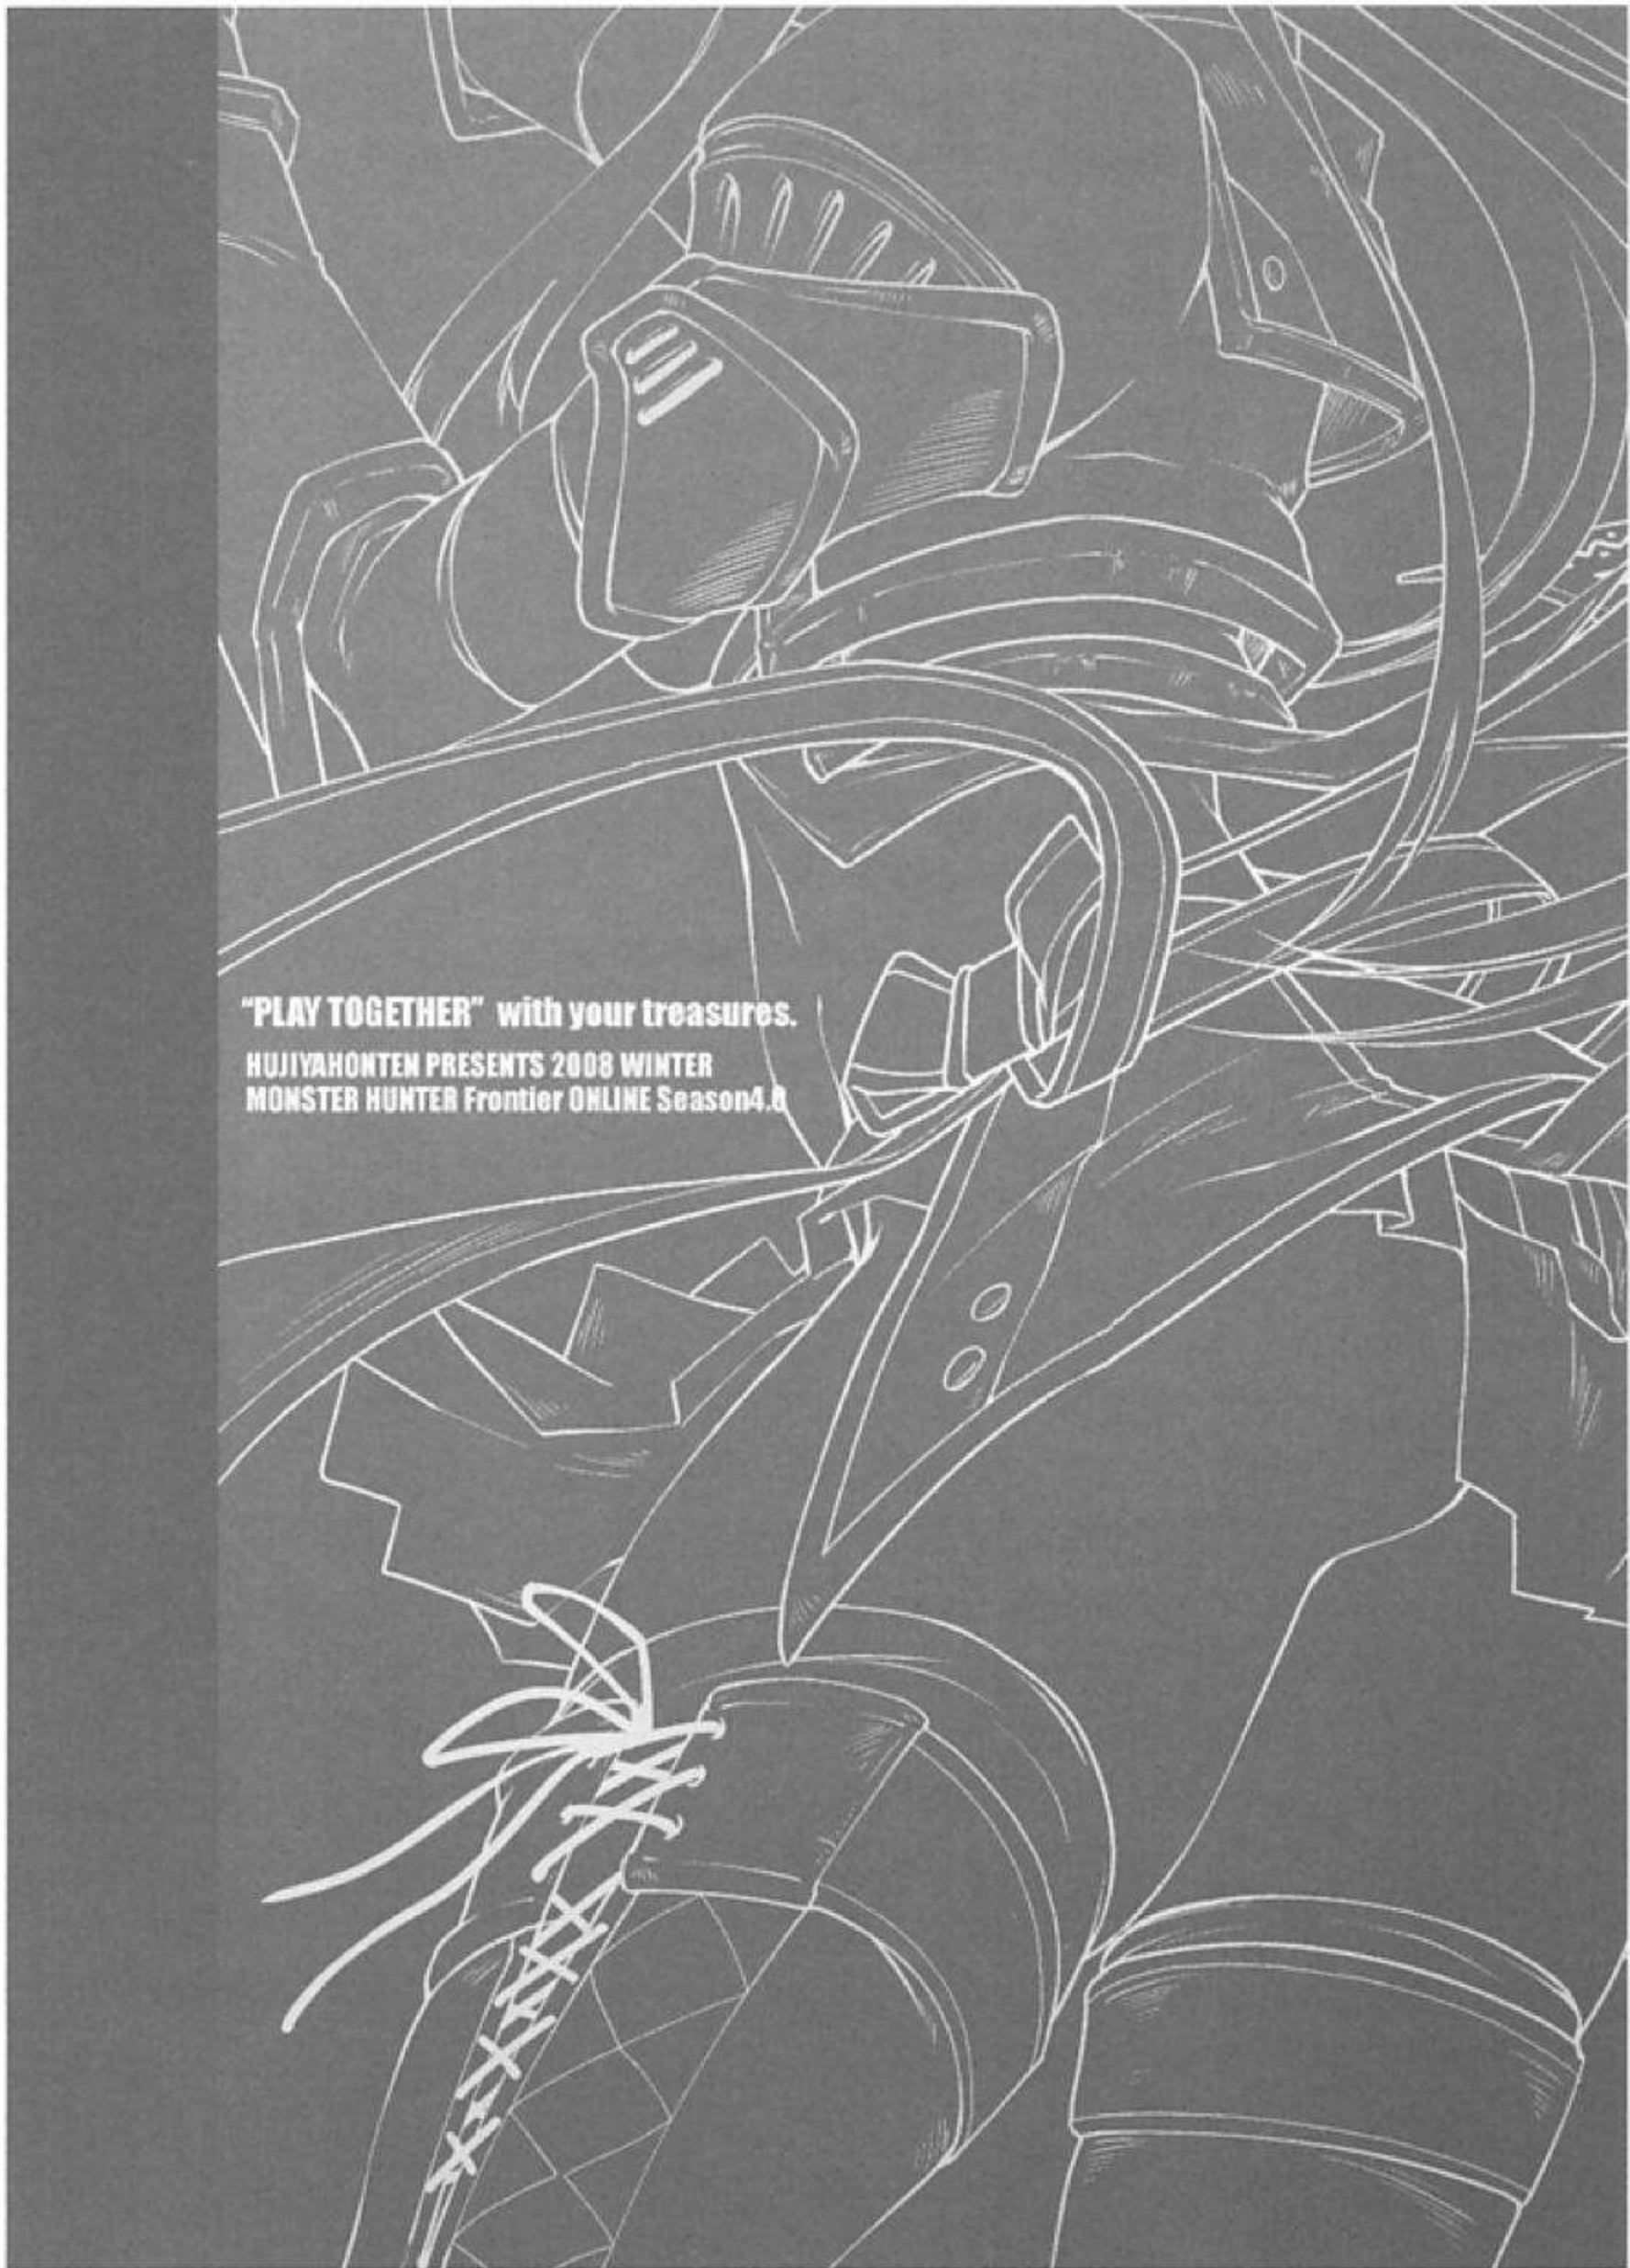 “PLAY TOGETHER” with your treasures.
HUJIYAHONTEN PRESENTS 2008 WINTER
MONSTER HUNTER Frontier ONLINE Season4.0